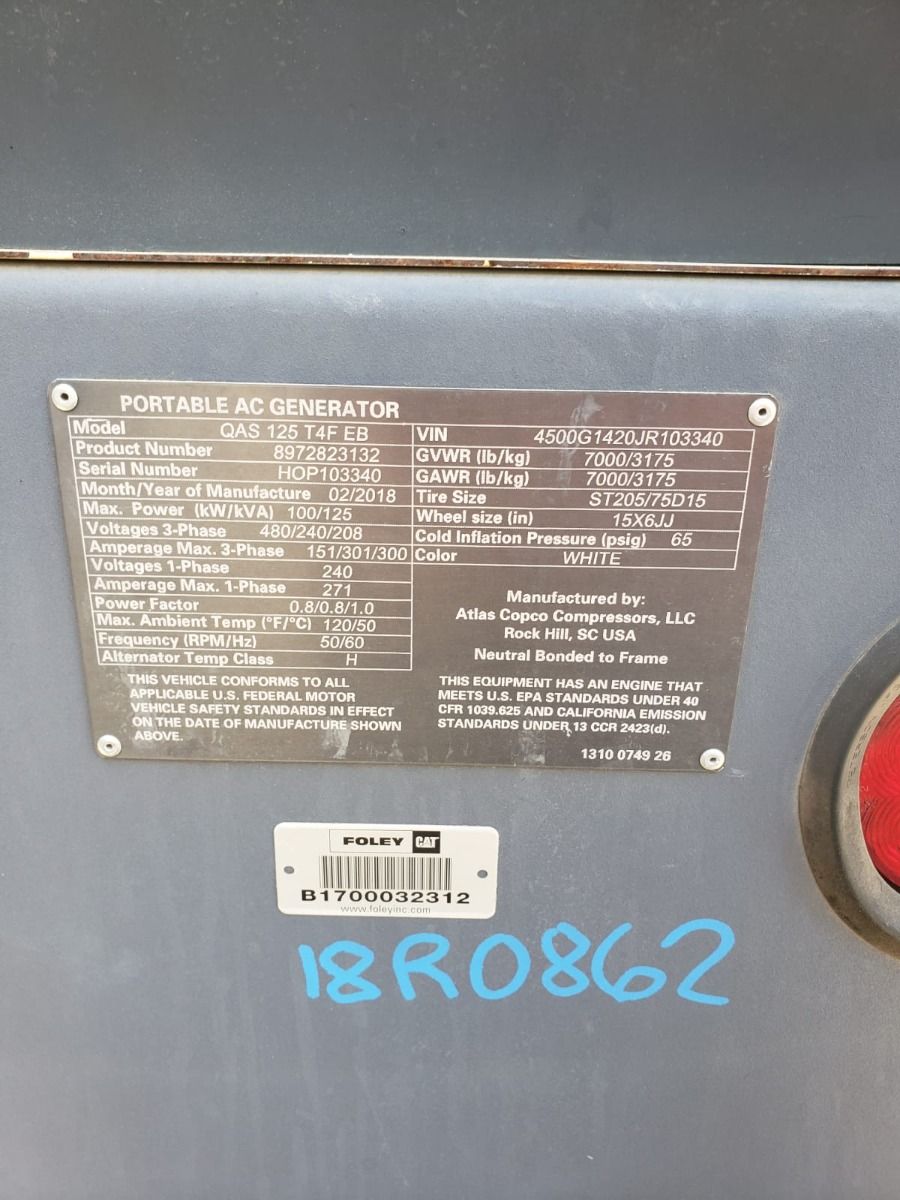 PORTABLE AC GENERATOR
Model QAS 125 T4F EB
Product Number 8972823132
Serial Number HOP103340
Month/Year of Manufacture 02/2018
Max. Power (kW/kVA) 100/125
Voltages 3-Phase 480/240/208
Amperage Max. 3-Phase 151/301/300
Voltages 1-Phase 240
Amperage Max. 1-Phase 271
Power Factor 0.8/0.8/1.0
Max. Ambient Temp (°F/°C) 120/50
Frequency (RPM/Hz) 50/60
Alternator Temp Class H
THIS VEHICLE CONFORMS TO ALL
APPLICABLE U.S. FEDERAL MOTOR
VEHICLE SAFETY STANDARDS IN EFFECT
ON THE DATE OF MANUFACTURE SHOWN
ABOVE.
VIN 4500G1420JR103340
GVWR (lb/kg) 7000/3175
GAWR (lb/kg) 7000/3175
Tire Size ST205/75D15
Wheel size (in) 15X6JJ
Cold Inflation Pressure (psig) 65
Color WHITE
Manufactured by:
Atlas Copco Compressors, LLC
Rock Hill, SC USA
Neutral Bonded to Frame
THIS EQUIPMENT HAS AN ENGINE THAT
MEETS U.S. EPA STANDARDS UNDER 40
CFR 1039.625 AND CALIFORNIA EMISSION
STANDARDS UNDER 13 CCR 2423(d).
1310 0749 26
FOLEY CAT
B1700032312
www.foleyinc.com
18R0862